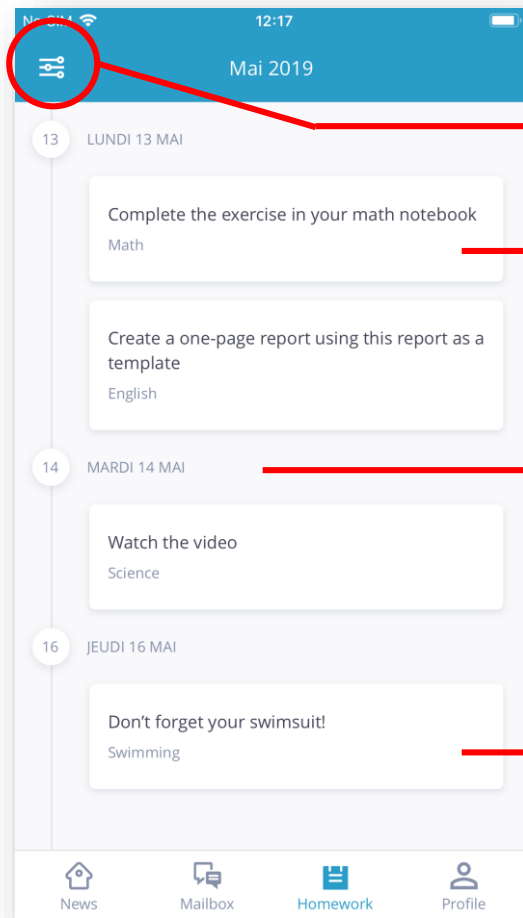 No SIM 12:17
Mai 2019
13 LUNDI 13 MAI
Complete the exercise in your math notebook
Math
Create a one-page report using this report as a
template
English
14 MARDI 14 MAI
Watch the video
Science
16 JEUDI 16 MAI
Don’t forget your swimsuit!
Swimming
News Mailbox Homework Profile